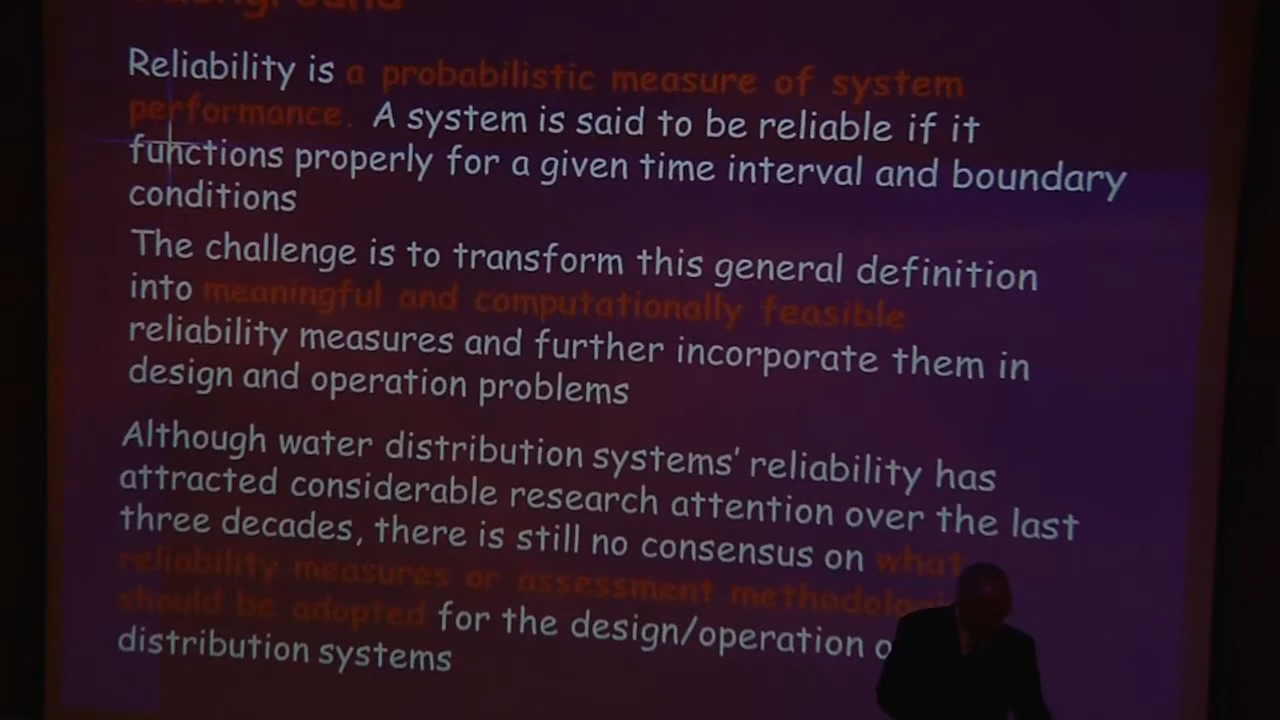 Reliability is a probabilistic measure of system
performance. A system is said to be reliable if it
functions properly for a given time interval and boundary
conditions
The challenge is to transform this general definition
into meaningful and computationally feasible
reliability measures and further incorporate them in
design and operation problems
Although water distribution systems' reliability has
attracted considerable research attention over the last
three decades, there is still no consensus on what
reliability measures or assessment
should be adopted for the design/operation
distribution systems